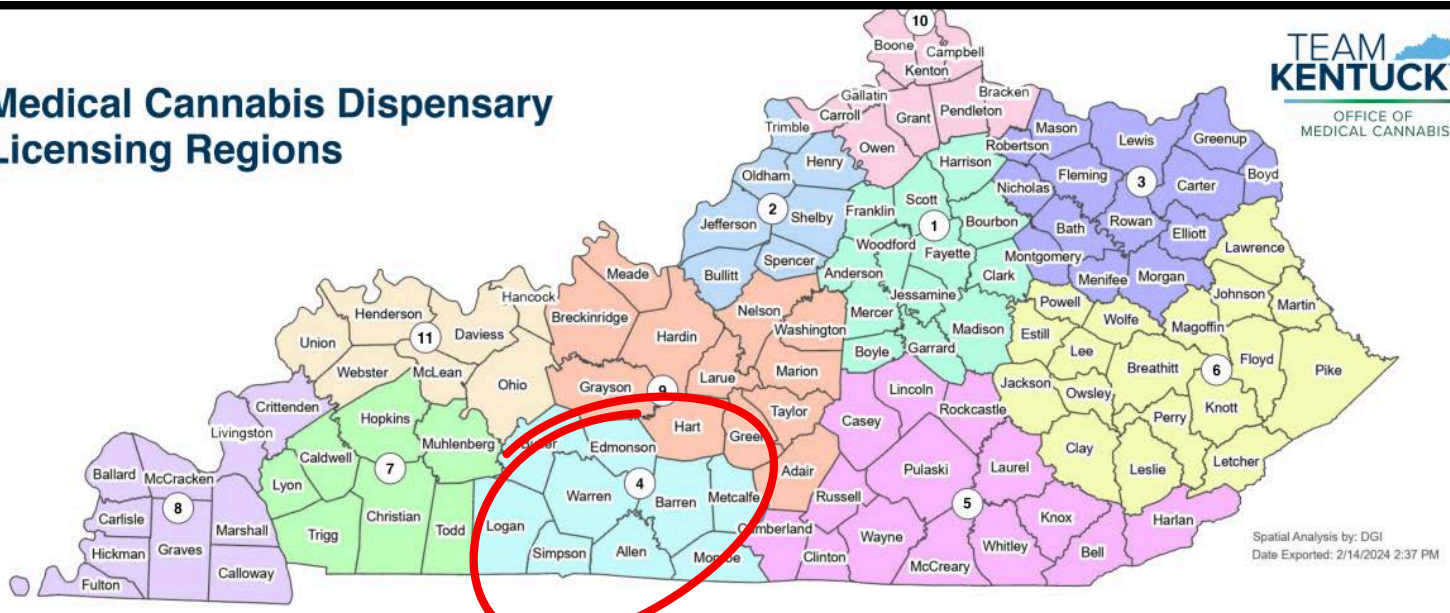 10
Boone
Campbell
Kenton
TEAM
KENTUCKY
OFFICE OF
MEDICAL CANNABIS
Medical Cannabis Dispensary
Licensing Regions
Gallatin
Bracken
Carroll
Grant
Pendleton
Trimble
Owen
Mason
Robertson
Lewis
Greenup
Henry
Harrison
Oldham
Nicholas
Fleming
3
Carter
Boyd
2
Jefferson
Shelby
Franklin
Scott
1
Bourbon
Bath
Rowan
Elliott
Woodford
Fayette
Lawrence
Spencer
Bullitt
Anderson
Clark
Montgomery
Menifee
Morgan
Meade
Jessamine
Johnson
Martin
Hancock
Breckinridge
Nelson
Washington
Mercer
Madison
Powell
Wolfe
Magoffin
Henderson
Daviess
Hardin
Estill
Union
11
Boyle
Garrard
Lee
Breathitt
Floyd
Pike
Webster
McLean
Ohio
Grayson
9
Larue
Marion
Jackson
Owsley
6
Lincoln
Rockcastle
Perry
Knott
Crittenden
Hopkins
Taylor
Casey
Livingston
Muhlenberg
Butler
Edmonson
Hart
Green
Clay
Leslie
Letcher
Caldwell
7
Ballard
McCracken
Adair
Pulaski
Laurel
Lyon
4
Warren
Barren
Metcalfe
Russell
5
8
Carlisle
Christian
Todd
Logan
Cumberland
Knox
Harlan
Marshall
Trigg
Wayne
Whitley
Bell
Hickman
Graves
Simpson
Allen
Monroe
Clinton
McCreary
Calloway
Fulton
Spatial Analysis by: DGI
Date Exported: 2/14/2024 2:37 PM